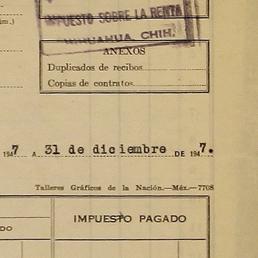 IMPUESTO SOBRE LA RENTA
CHIHUAHUA, CHIH.
ANEXOS
Duplicados de recibos
Copias de contratos
1947 A 31 de diciembre DE 1947.
Talleres Gráficos de la Nación.—Méx.—7708
IMPUESTO PAGADO